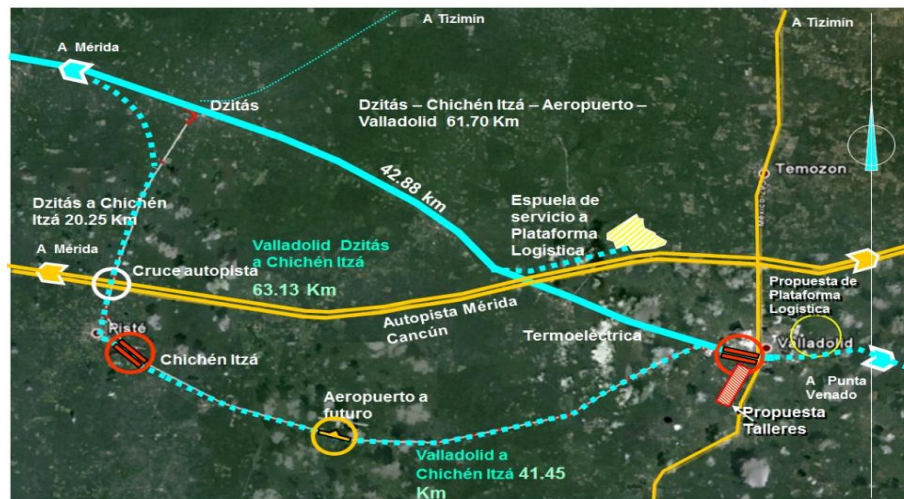 A Mérida
A Tizimín
A Tizimín
Dzitás
Dzitás – Chichén Itzá – Aeropuerto –
Valladolid 61.70 Km
42.88 km
Temozon
Espuela de
servicio a
Plataforma
Logística
Dzitás a Chichén
Itzá 20.25 Km
A Mérida
Valladolid Dzitás
a Chichén Itzá
63.13 Km
Cruce autopista
Autopista Mérida
Cancún
Propuesta de
Plataforma
Logística
Pisté
Termoeléctrica
Valladolid
Chichén Itzá
A Punta
Venado
Aeropuerto a
futuro
Propuesta
Talleres
Valladolid a
Chichén Itzá 41.45
Km